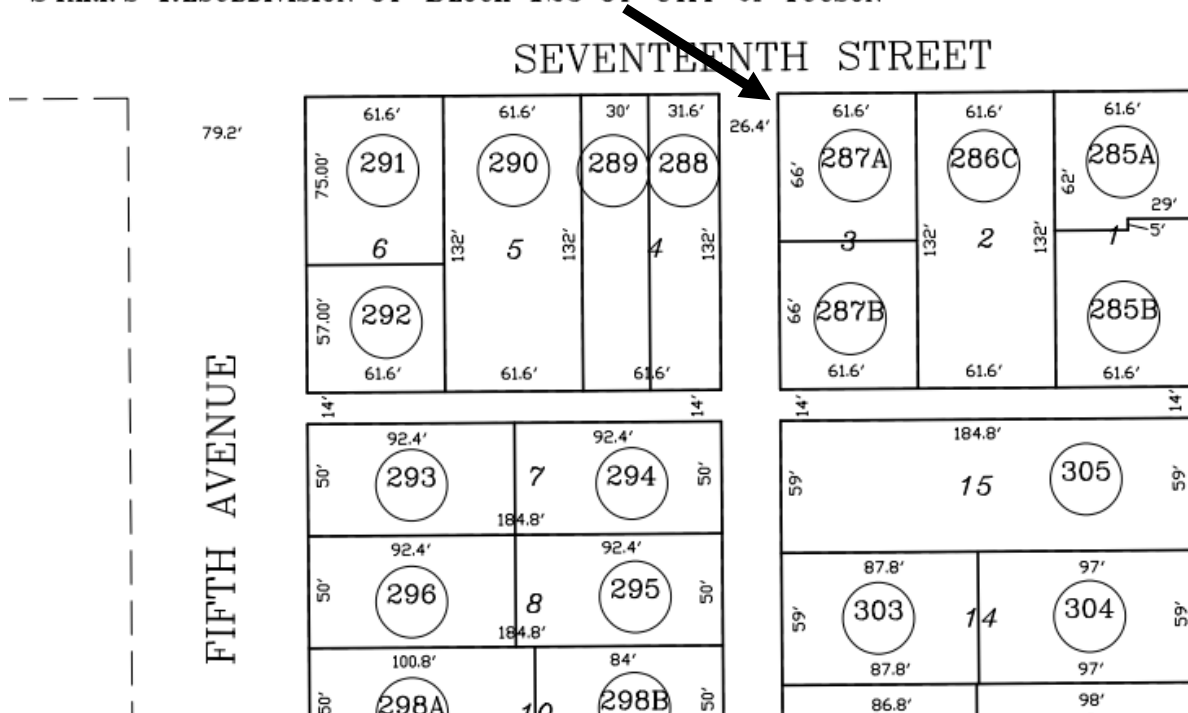 SEVENTEENTH STREET
61.6' 61.6' 30' 31.6' 61.6' 61.6' 61.6'
79.2' 26.4'
291 290 289 288 287A 286C 285A
75.00' 66' 62'
29'
5'
6 5 4 3 2 1
132' 132' 132' 132' 132'
292 287B 285B
57.00' 66'
61.6' 61.6' 61.6' 61.6' 61.6' 61.6'
14' 14' 14' 14'
FIFTH AVENUE
92.4' 92.4' 184.8'
50' 293 7 294 50' 59' 15 305 59'
184.8'
92.4' 92.4' 87.8' 97'
50' 296 8 295 50' 59' 303 14 304 59'
184.8' 87.8' 97'
100.8' 84' 86.8' 98'
50' 298A 10 298B 50'